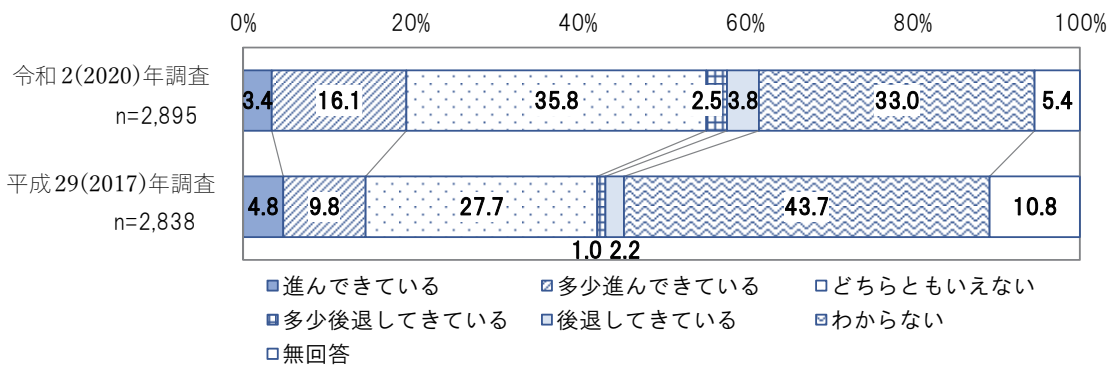 0% 20% 40% 60% 80% 100%
令和2(2020)年調査
n=2,895
3.4 16.1 35.8 2.5 3.8 33.0 5.4
平成29(2017)年調査
n=2,838
4.8 9.8 27.7 43.7 10.8
1.0 2.2
進んできている 多少進んできている どちらともいえない
多少後退してきている 後退してきている わからない
無回答